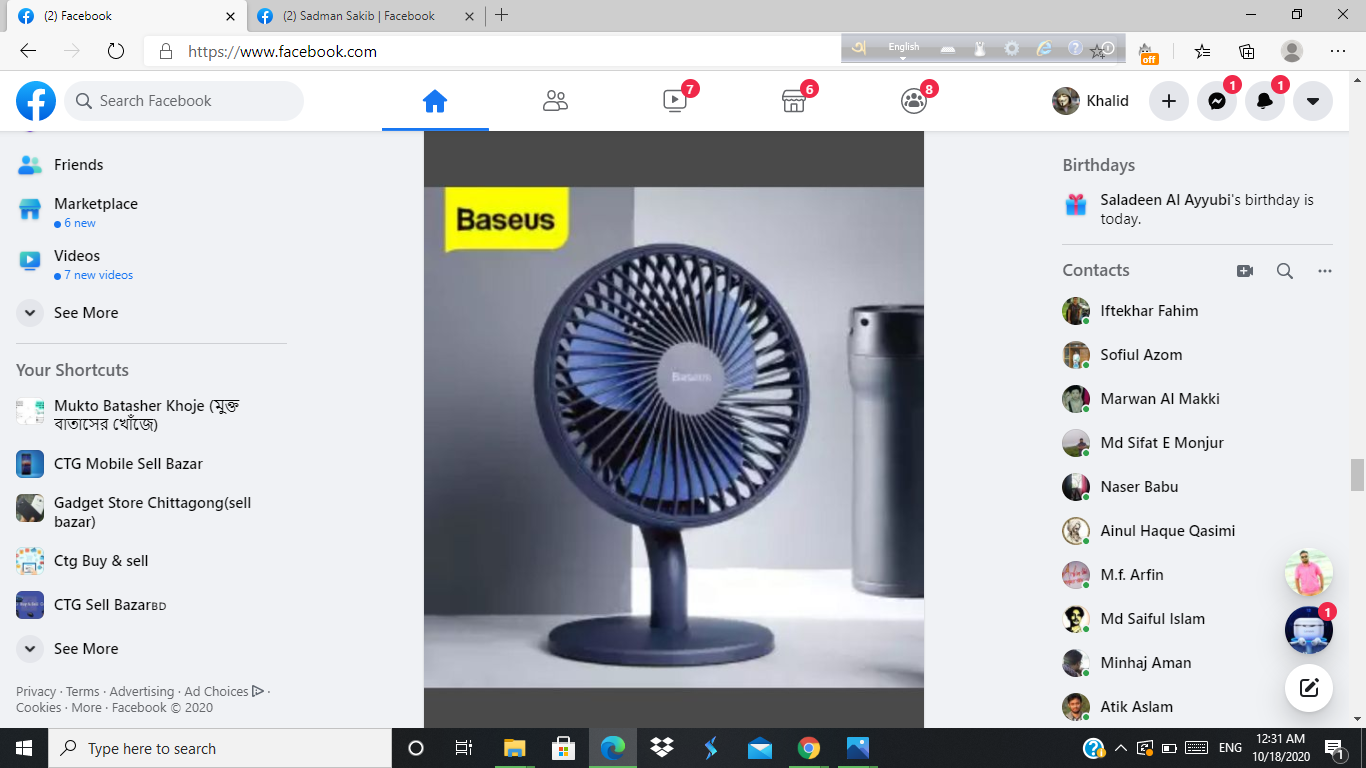 (2) Facebook
(2) Sadman Sakib | Facebook
https://www.facebook.com
English
off
Search Facebook
7
6
8
Khalid
1
1
Friends
Marketplace
6 new
Videos
7 new videos
See More
Your Shortcuts
Mukto Batasher Khoje (মুক্ত
বাতাসের খোঁজে)
CTG Mobile Sell Bazar
Gadget Store Chittagong(sell
bazar)
Ctg Buy & sell
CTG Sell Bazarʙᴅ
See More
Privacy · Terms · Advertising · Ad Choices ·
Cookies · More · Facebook © 2020
Baseus
Baseus
Birthdays
Saladeen Al Ayyubi's birthday is
today.
Contacts
Iftekhar Fahim
Sofiul Azom
Marwan Al Makki
Md Sifat E Monjur
Naser Babu
Ainul Haque Qasimi
M.f. Arfin
Md Saiful Islam
Minhaj Aman
Atik Aslam
1
Type here to search
ENG
12:31 AM
10/18/2020
1